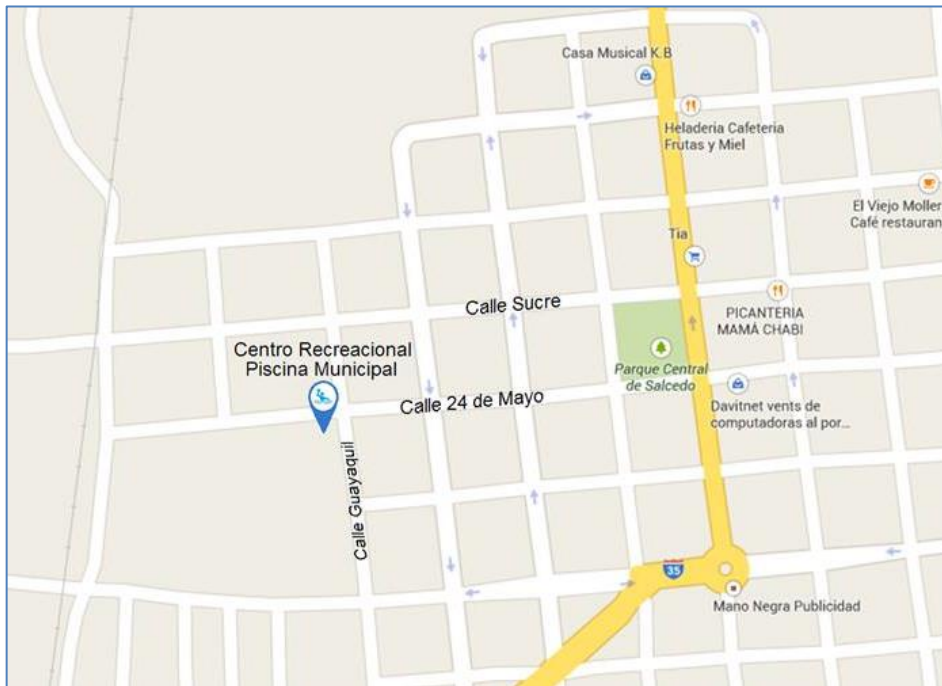 Casa Musical K.B
Heladeria Cafeteria
Frutas y Miel
El Viejo Moller
Café restauran
Tia
Calle Sucre
PICANTERIA
MAMÁ CHABI
Centro Recreacional
Piscina Municipal
Parque Central
de Salcedo
Calle 24 de Mayo
Davitnet vents de
computadoras al por...
Calle Guayaquil
35
Mano Negra Publicidad